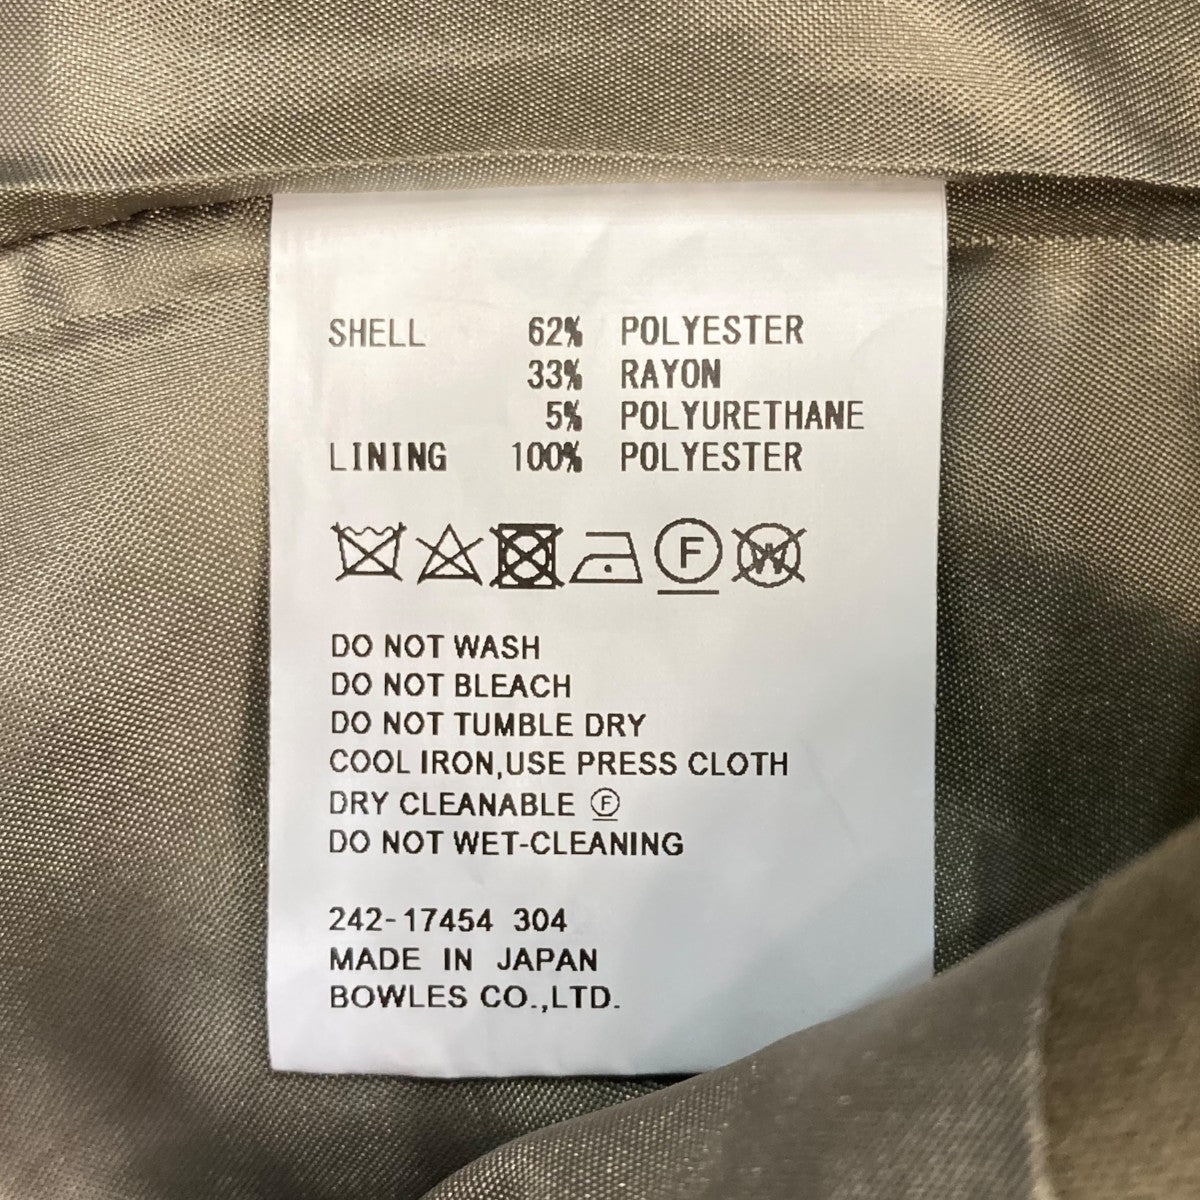 SHELL 62% POLYESTER
33% RAYON
5% POLYURETHANE
LINING 100% POLYESTER
F W
DO NOT WASH
DO NOT BLEACH
DO NOT TUMBLE DRY
COOL IRON,USE PRESS CLOTH
DRY CLEANABLE Ⓕ
DO NOT WET-CLEANING
242-17454 304
MADE IN JAPAN
BOWLES CO.,LTD.